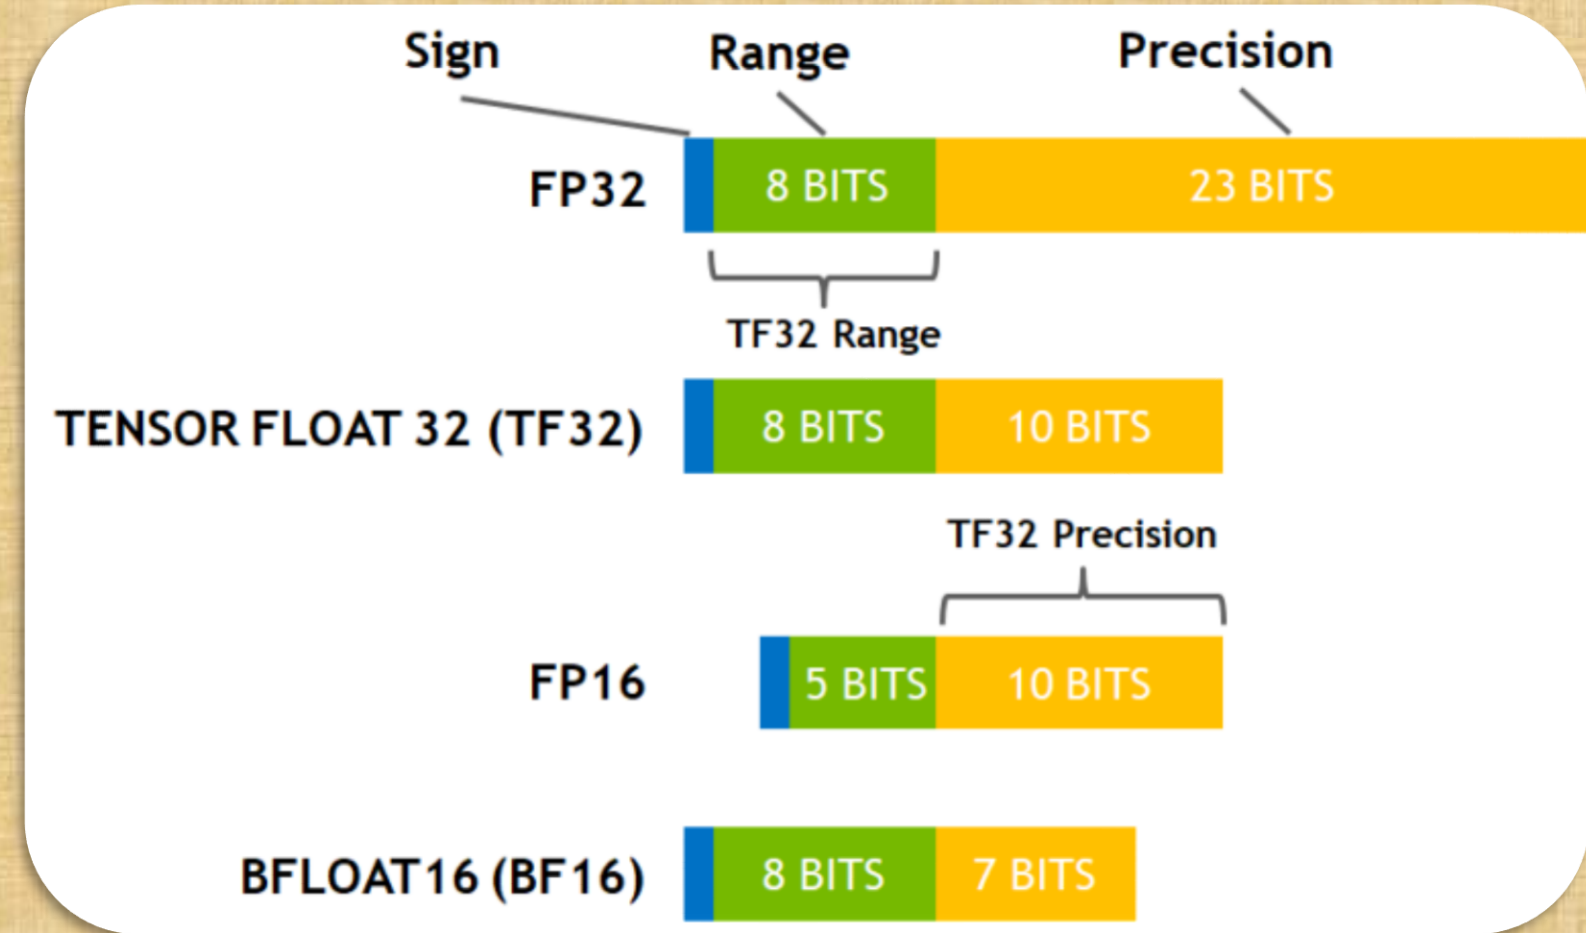 Sign Range Precision
FP32 8 BITS 23 BITS
TF32 Range
TENSOR FLOAT 32 (TF32) 8 BITS 10 BITS
TF32 Precision
FP16 5 BITS 10 BITS
BFLOAT16 (BF16) 8 BITS 7 BITS